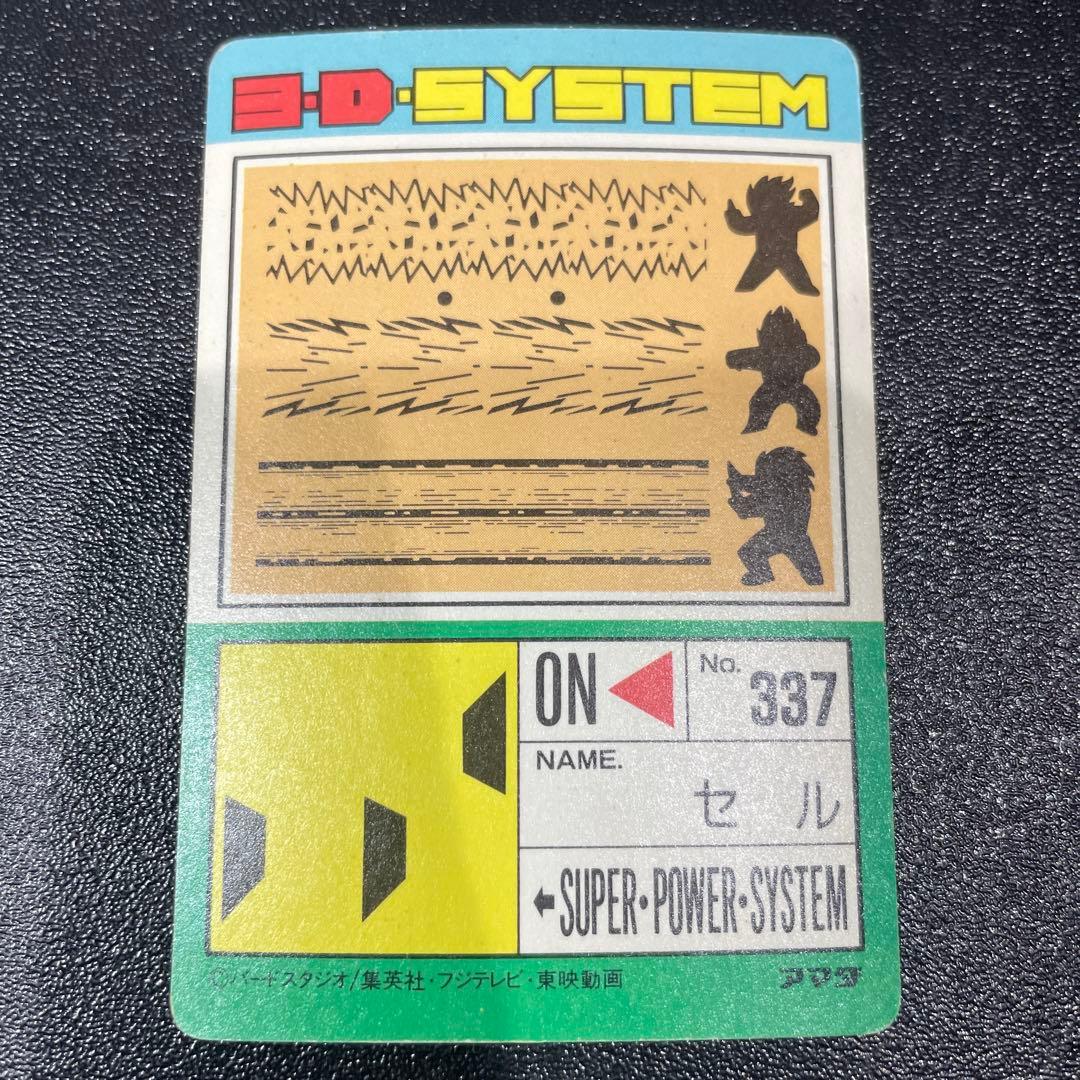 3・D・SYSTEM
ON
No. 337
NAME.
セル
SUPER・POWER・SYSTEM
©バードスタジオ/集英社・フジテレビ・東映動画
アマダ